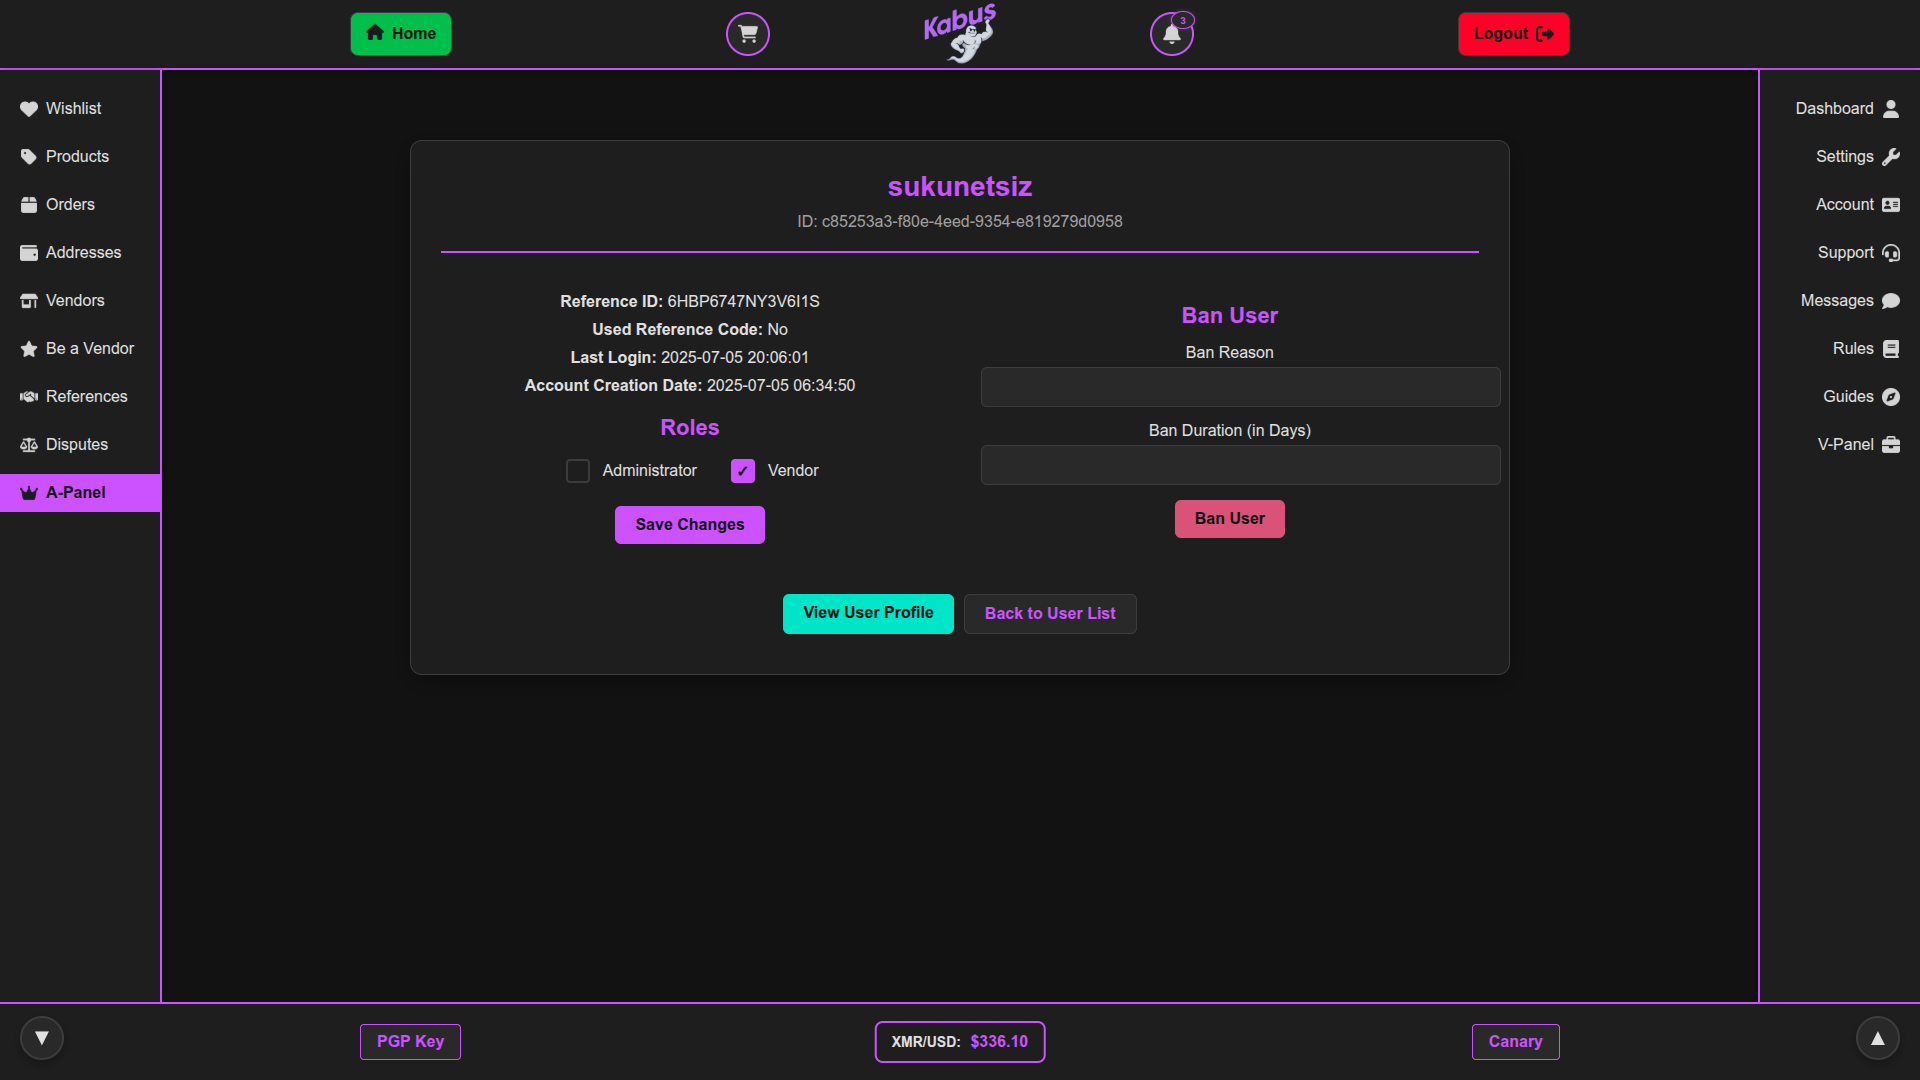 Home
Kabus
3
Logout
Wishlist
Products
Orders
Addresses
Vendors
Be a Vendor
References
Disputes
A-Panel
sukunetsiz
ID: c85253a3-f80e-4eed-9354-e819279d0958
Reference ID: 6HBP6747NY3V6I1S
Used Reference Code: No
Last Login: 2025-07-05 20:06:01
Account Creation Date: 2025-07-05 06:34:50
Roles
Administrator
✓ Vendor
Save Changes
Ban User
Ban Reason
Ban Duration (in Days)
Ban User
View User Profile
Back to User List
Dashboard
Settings
Account
Support
Messages
Rules
Guides
V-Panel
▼
PGP Key
XMR/USD: $336.10
Canary
▲